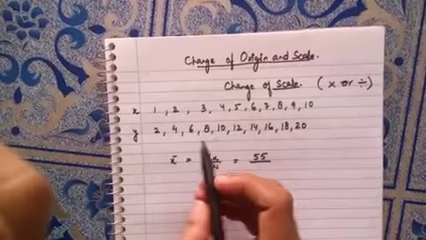 Change of Origin and Scale.
Change of Scale. ( x or ÷ )
x 1, 2, 3, 4, 5, 6, 7, 8, 9, 10
y 2, 4, 6, 8, 10, 12, 14, 16, 18, 20
x̄ = = 55